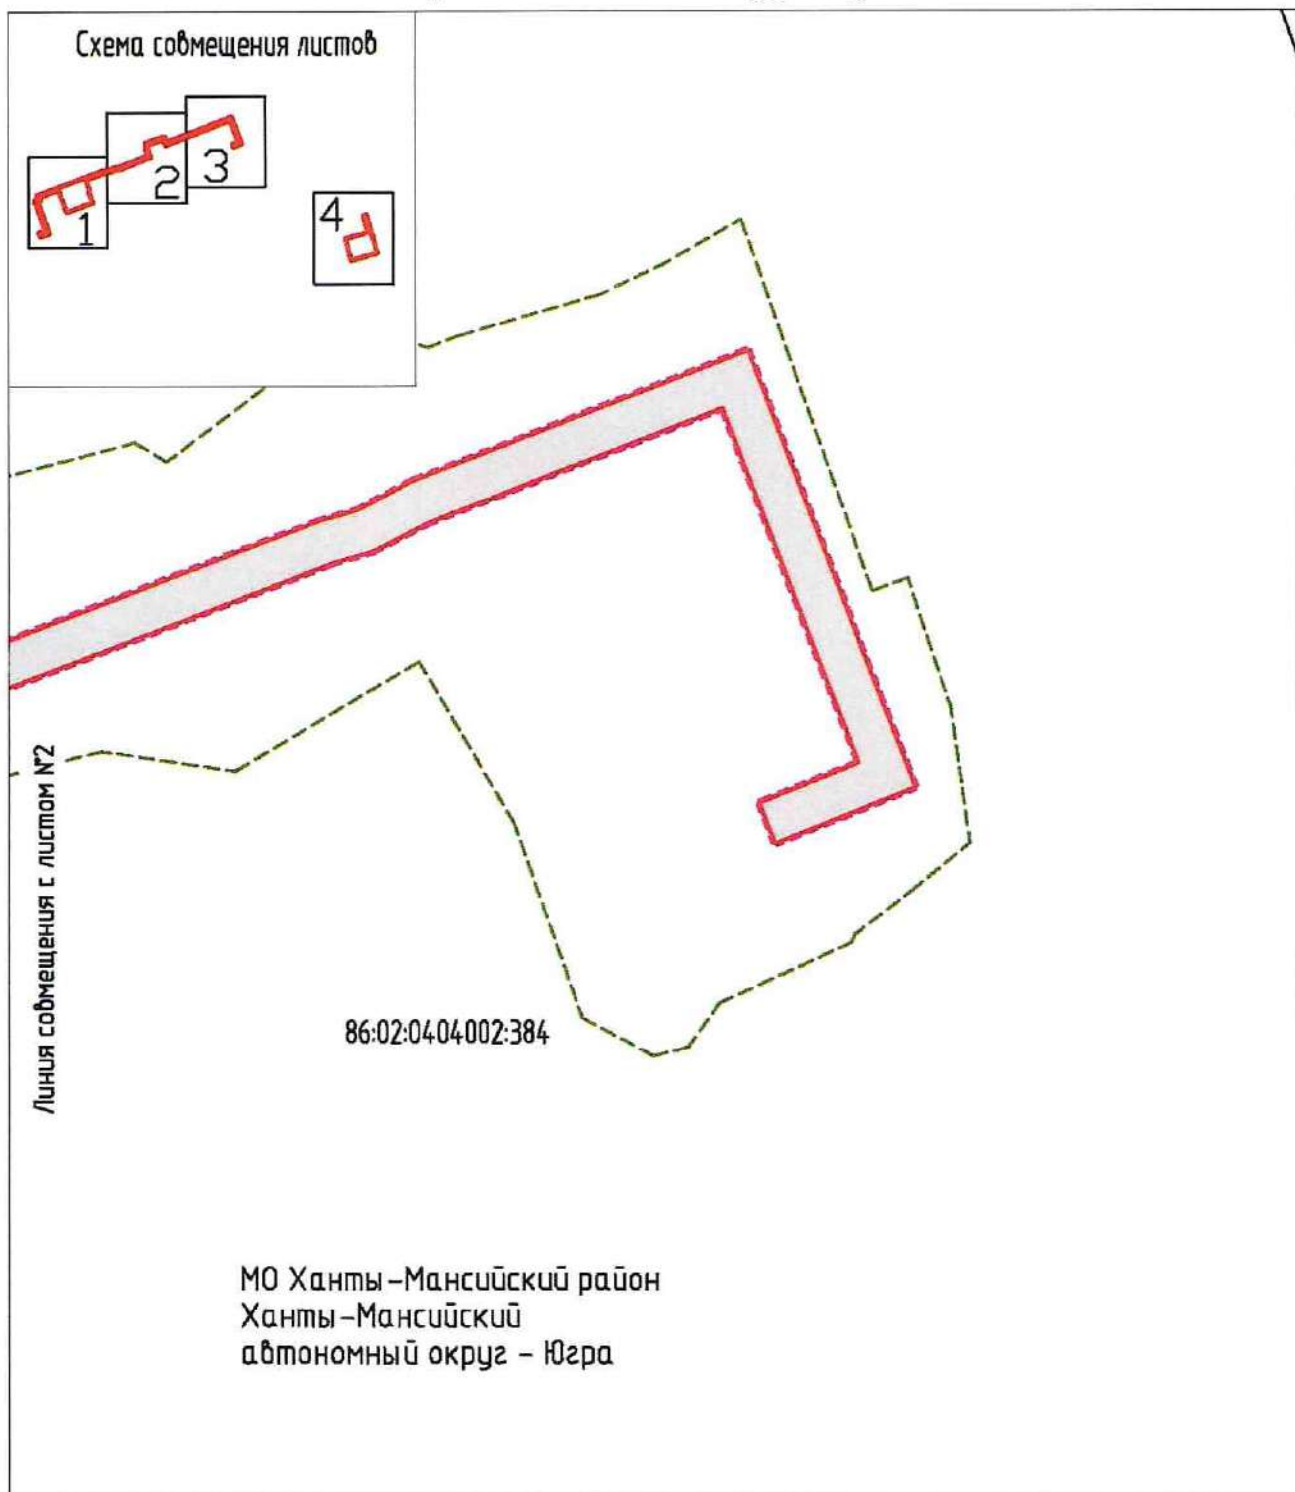 Схема совмещения листов
1
2
3
4
Линия совмещения с листом №2
86:02:0404002:384
МО Ханты-Мансийский район
Ханты-Мансийский
автономный округ - Югра